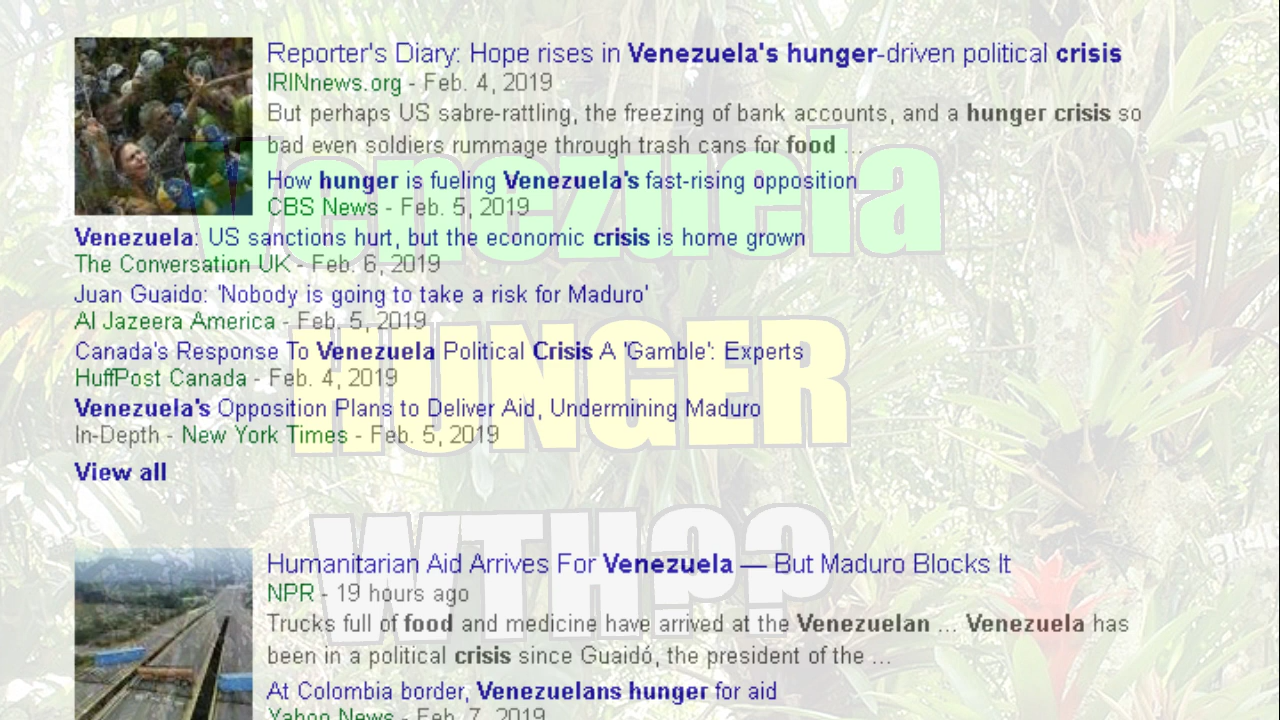 Reporter's Diary: Hope rises in Venezuela's hunger-driven political crisis
IRINnews.org - Feb. 4, 2019
But perhaps US sabre-rattling, the freezing of bank accounts, and a hunger crisis so
bad even soldiers rummage through trash cans for food ...
How hunger is fueling Venezuela's fast-rising opposition
CBS News - Feb. 5, 2019
Venezuela
Venezuela: US sanctions hurt, but the economic crisis is home grown
The Conversation UK - Feb. 6, 2019
Juan Guaido: 'Nobody is going to take a risk for Maduro'
Al Jazeera America - Feb. 5, 2019
Canada's Response To Venezuela Political Crisis A 'Gamble': Experts
HuffPost Canada - Feb. 4, 2019
HUNGER
Venezuela's Opposition Plans to Deliver Aid, Undermining Maduro
In-Depth - New York Times - Feb. 5, 2019
View all
Humanitarian Aid Arrives For Venezuela — But Maduro Blocks It
NPR - 19 hours ago
WTH??
Trucks full of food and medicine have arrived at the Venezuelan ... Venezuela has
been in a political crisis since Guaidó, the president of the ...
At Colombia border, Venezuelans hunger for aid
Yahoo News - Feb. 7, 2019